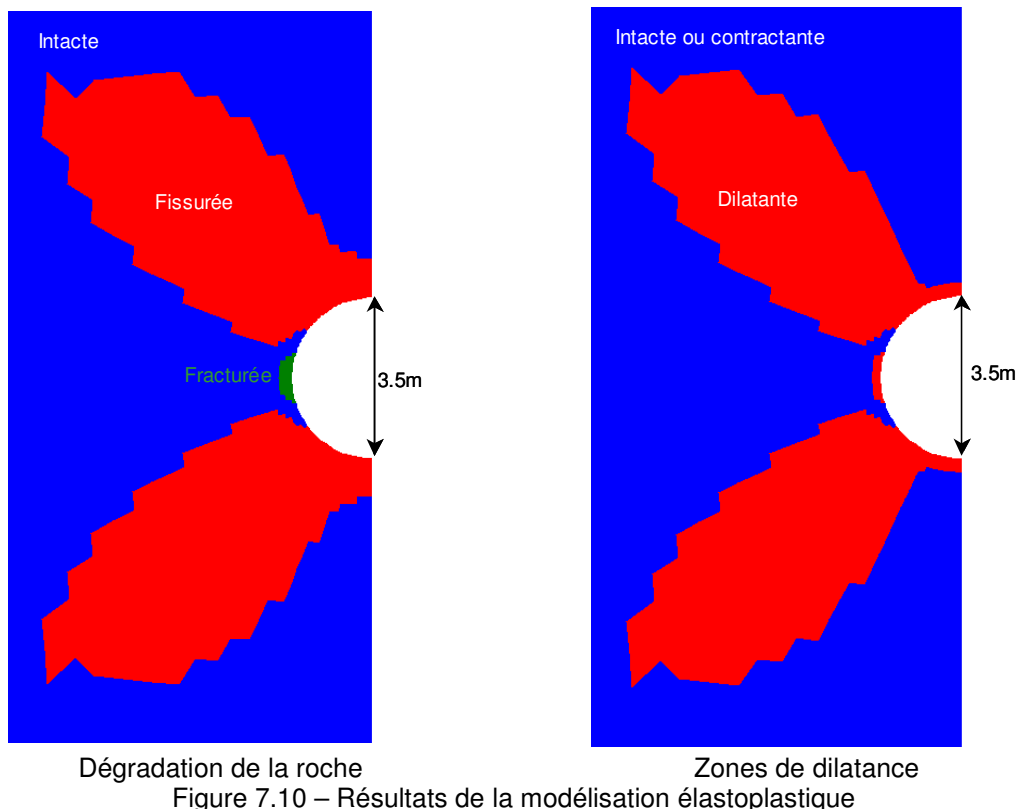 Intacte
Intacte ou contractante
Fissurée
Dilatante
Fracturée
3.5m
3.5m
Dégradation de la roche
Zones de dilatance
Figure 7.10 – Résultats de la modélisation élastoplastique